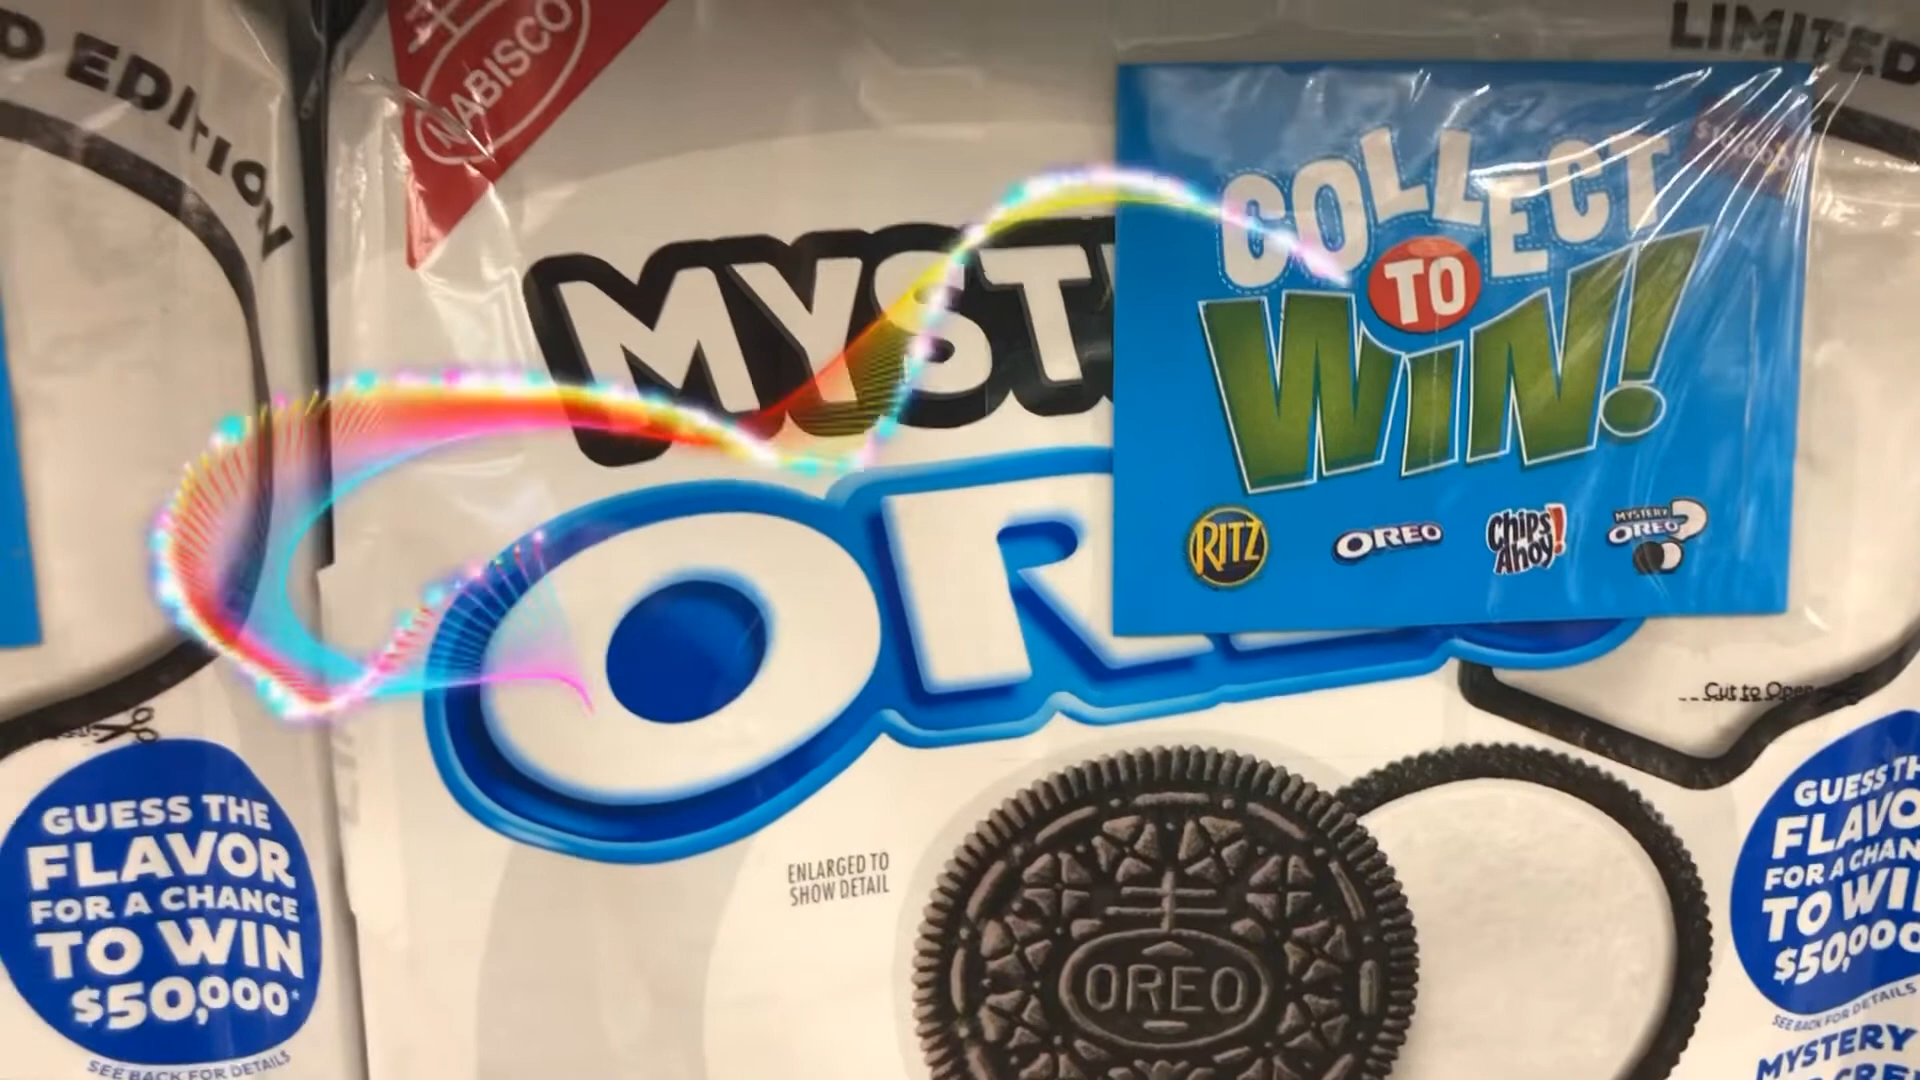 D EDITION
NABISCO
LIMITED
MYST
COLLECT
TO
WIN!
RITZ
OREO
Chips Ahoy!
MYSTERY
OREO
Cut to Open
GUESS THE
FLAVOR
FOR A CHANCE
TO WIN
$50,000*
SEE BACK FOR DETAILS
ENLARGED TO
SHOW DETAIL
OREO
GUESS TH
FLAVO
FOR A CHAN
TO WI
$50,000
SEE BACK FOR DETAILS
MYSTERY